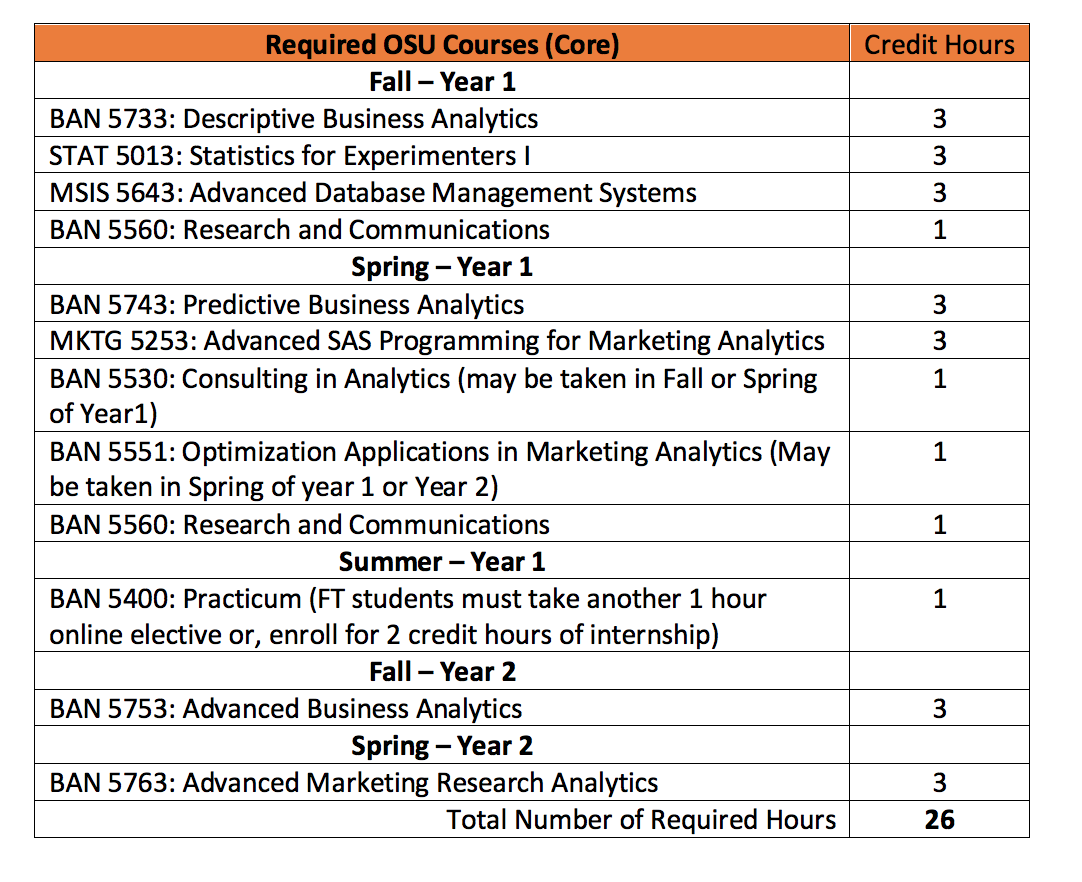 Required OSU Courses (Core) Credit Hours
Fall – Year 1
BAN 5733: Descriptive Business Analytics 3
STAT 5013: Statistics for Experimenters I 3
MSIS 5643: Advanced Database Management Systems 3
BAN 5560: Research and Communications 1
Spring – Year 1
BAN 5743: Predictive Business Analytics 3
MKTG 5253: Advanced SAS Programming for Marketing Analytics 3
BAN 5530: Consulting in Analytics (may be taken in Fall or Spring 1
of Year1)
BAN 5551: Optimization Applications in Marketing Analytics (May 1
be taken in Spring of year 1 or Year 2)
BAN 5560: Research and Communications 1
Summer – Year 1
BAN 5400: Practicum (FT students must take another 1 hour 1
online elective or, enroll for 2 credit hours of internship)
Fall – Year 2
BAN 5753: Advanced Business Analytics 3
Spring – Year 2
BAN 5763: Advanced Marketing Research Analytics 3
Total Number of Required Hours 26